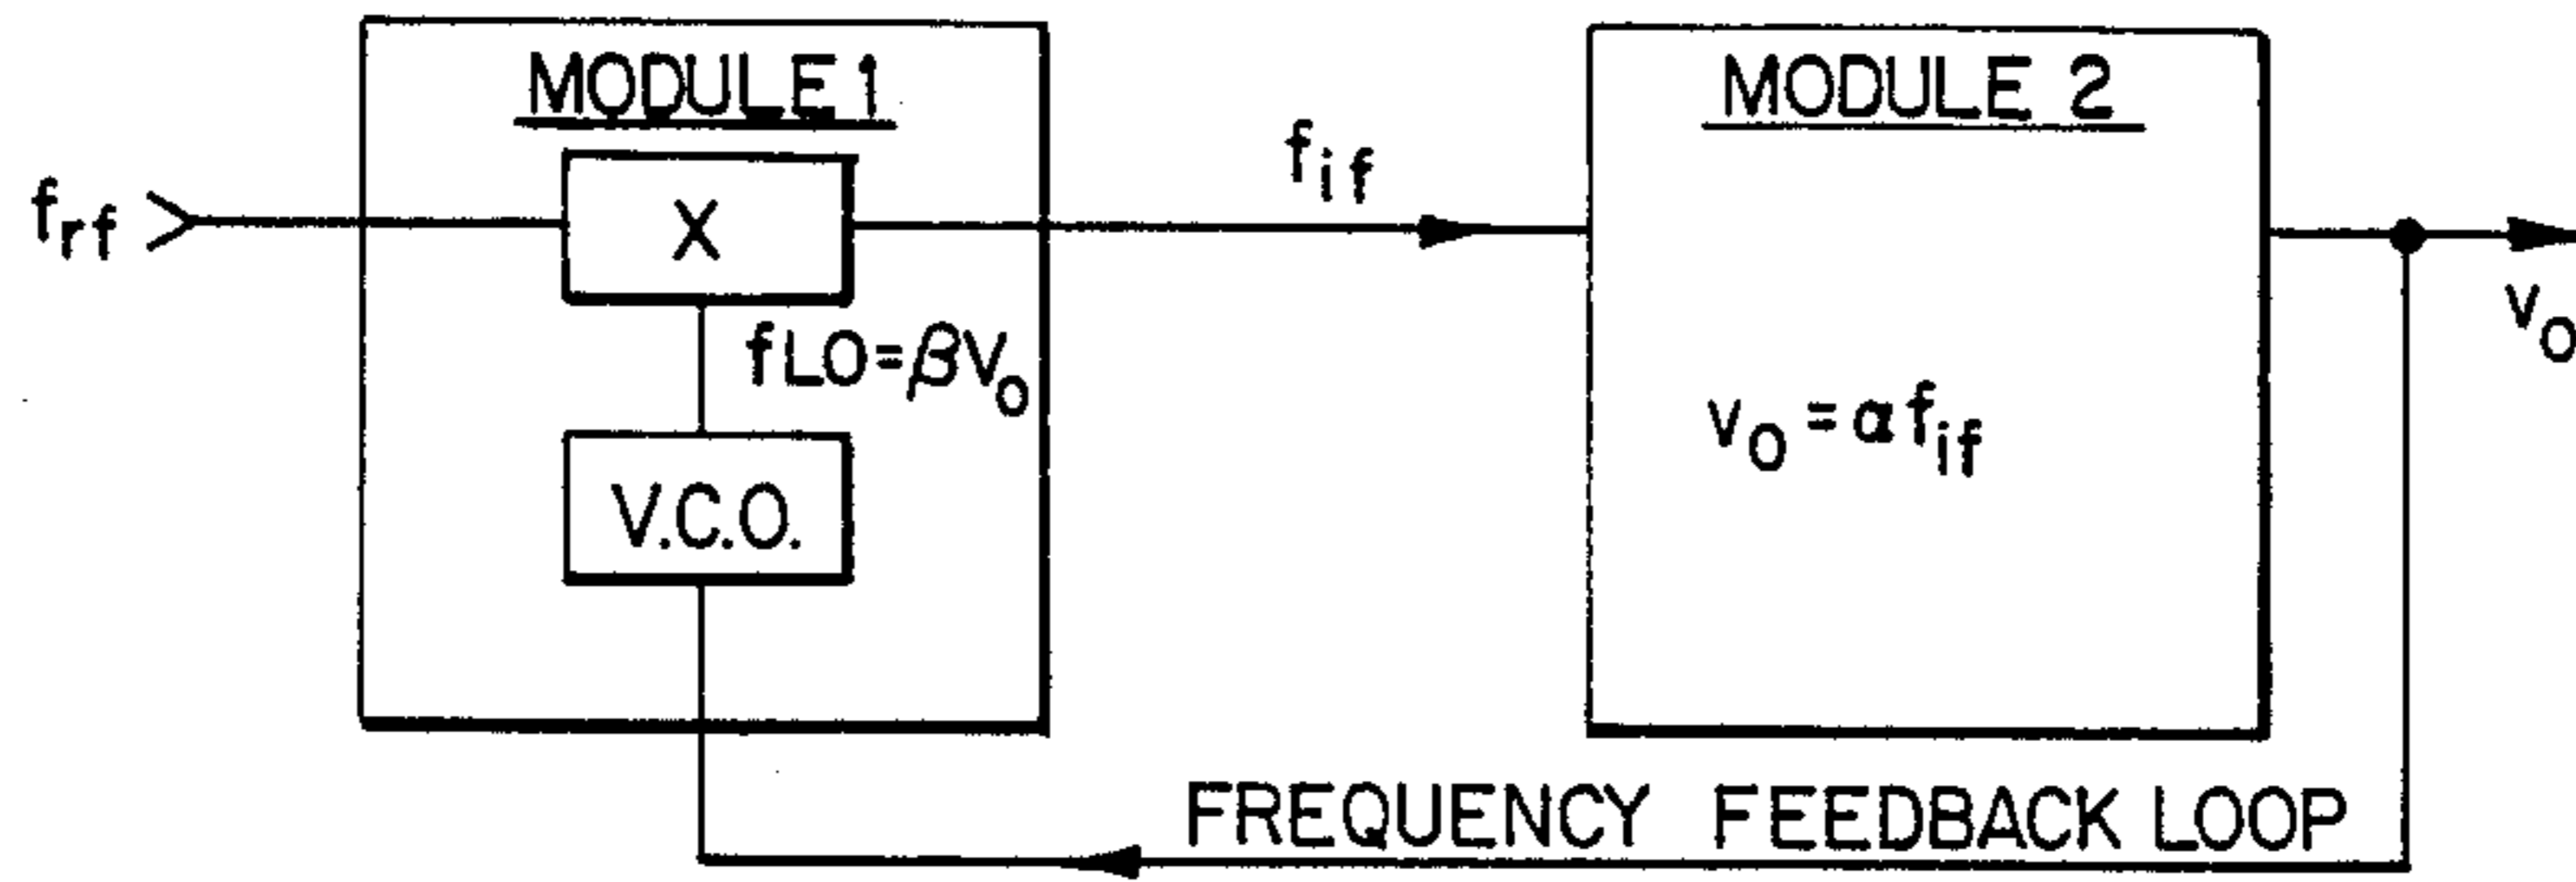 MODULE 1
MODULE 2
f_rf
X
f_if
v_o
fLO=βV_o
v_o = α f_if
V.C.O.
FREQUENCY FEEDBACK LOOP